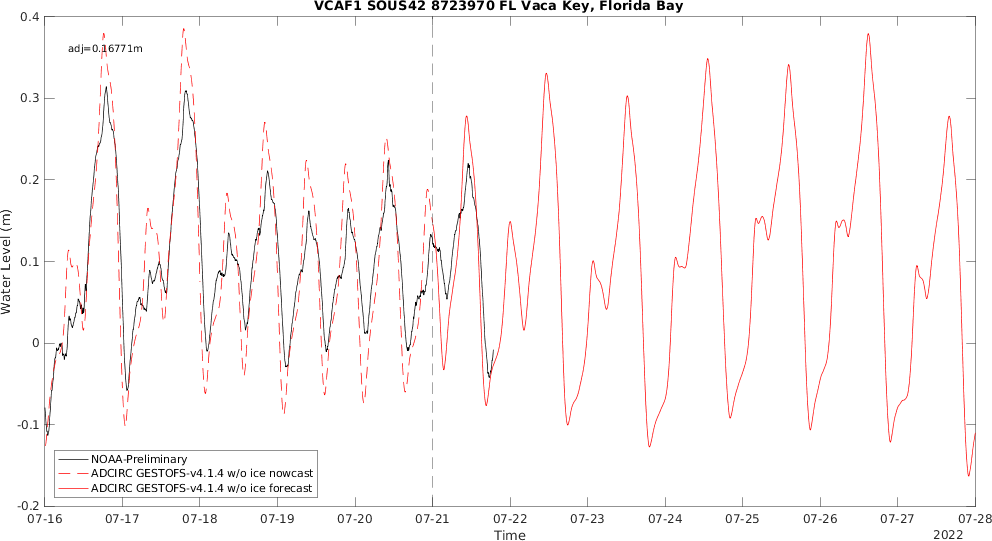 VCAF1 SOUS42 8723970 FL Vaca Key, Florida Bay
adj=0.16771m
Water Level (m)
0.4
0.3
0.2
0.1
0
-0.1
-0.2
NOAA-Preliminary
ADCIRC GESTOFS-v4.1.4 w/o ice nowcast
ADCIRC GESTOFS-v4.1.4 w/o ice forecast
07-16 07-17 07-18 07-19 07-20 07-21 07-22 07-23 07-24 07-25 07-26 07-27 07-28
Time
2022